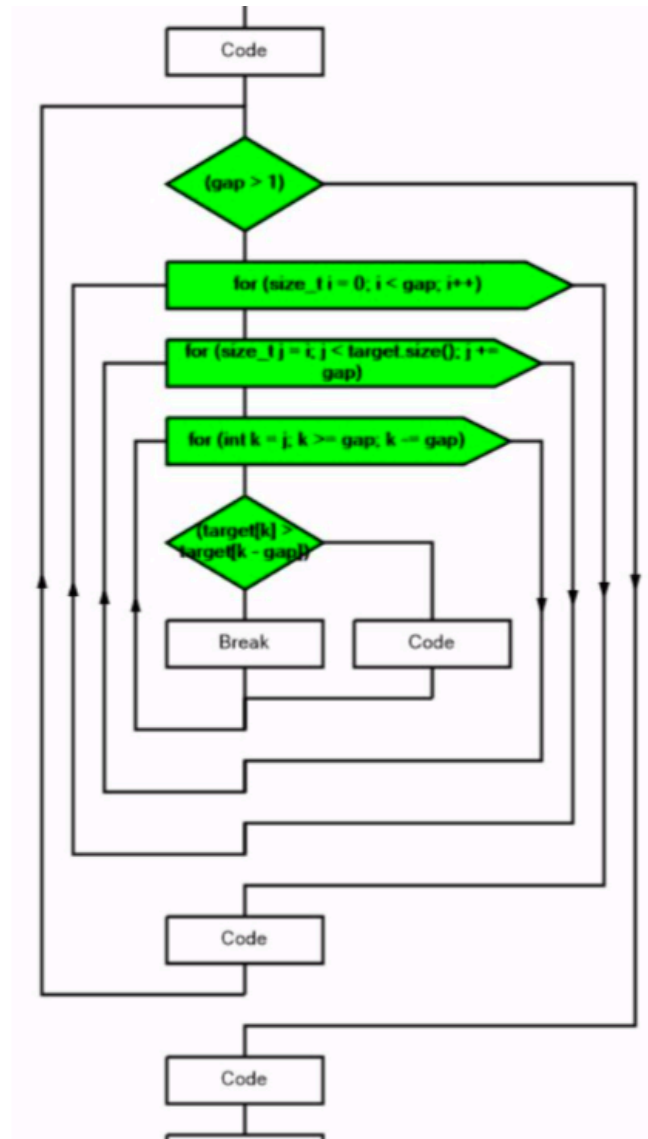 Code
(gap > 1)
for (size_t i = 0; i < gap; i++)
for (size_t j = i; j < target.size(); j +=
gap)
for (int k = j; k >= gap; k -= gap)
(target[k] >
target[k - gap])
Break
Code
Code
Code